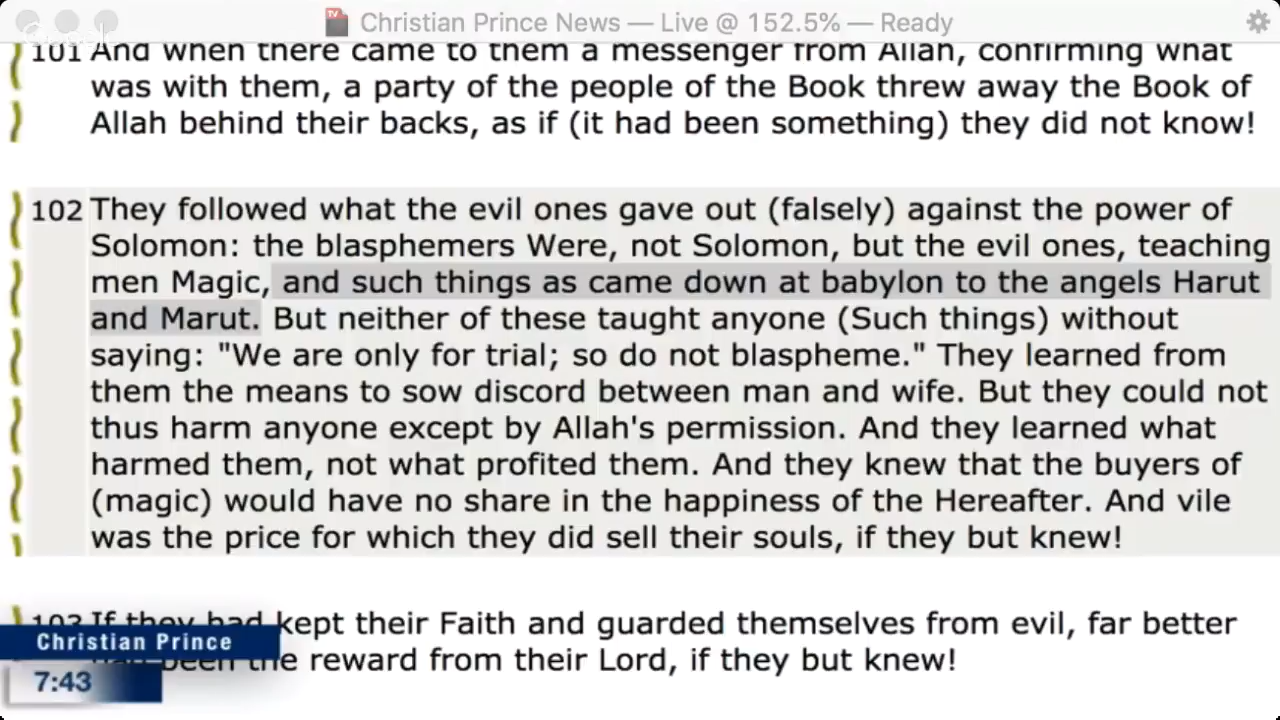 Christian Prince News — Live @ 152.5% — Ready
101 And when there came to them a messenger from Allah, confirming what
was with them, a party of the people of the Book threw away the Book of
Allah behind their backs, as if (it had been something) they did not know!
102 They followed what the evil ones gave out (falsely) against the power of
Solomon: the blasphemers Were, not Solomon, but the evil ones, teaching
men Magic, and such things as came down at babylon to the angels Harut
and Marut. But neither of these taught anyone (Such things) without
saying: "We are only for trial; so do not blaspheme." They learned from
them the means to sow discord between man and wife. But they could not
thus harm anyone except by Allah's permission. And they learned what
harmed them, not what profited them. And they knew that the buyers of
(magic) would have no share in the happiness of the Hereafter. And vile
was the price for which they did sell their souls, if they but knew!
103 If they had kept their Faith and guarded themselves from evil, far better
been the reward from their Lord, if they but knew!
Christian Prince
7:43